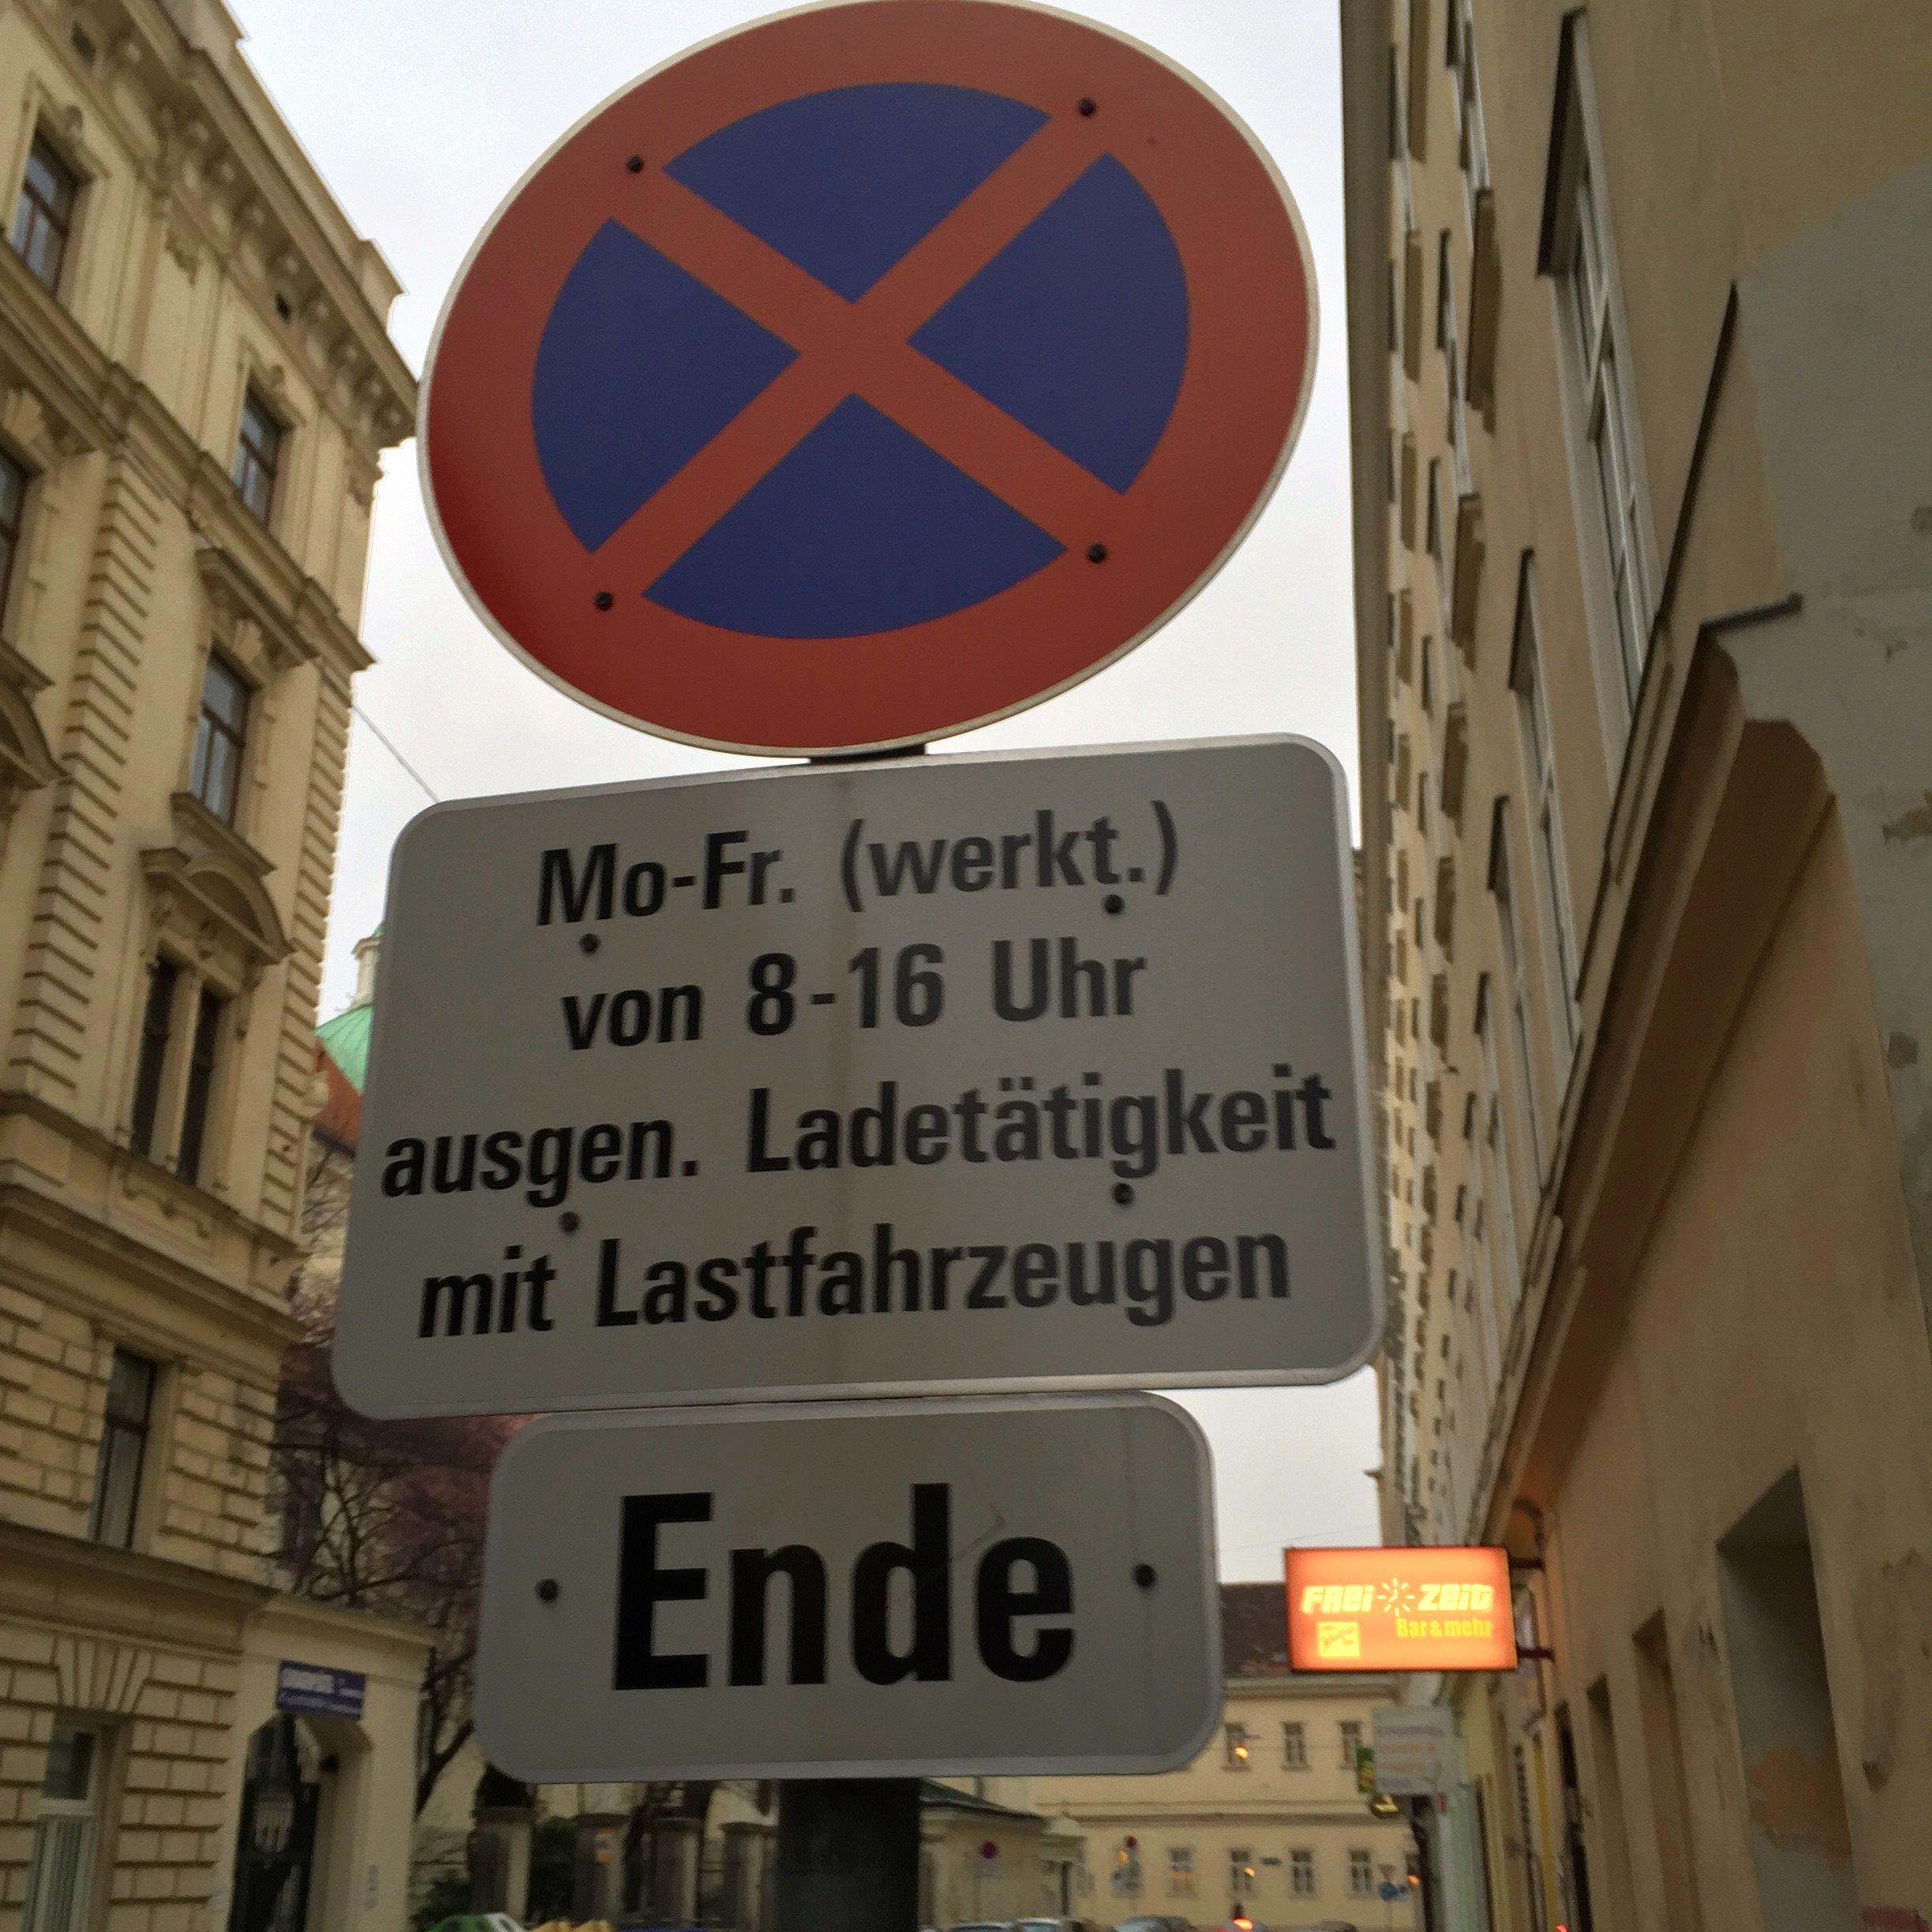 Mo-Fr. (werkt.)
von 8-16 Uhr
ausgen. Ladetätigkeit
mit Lastfahrzeugen
Ende
FREI ZEIT
Bar & mehr